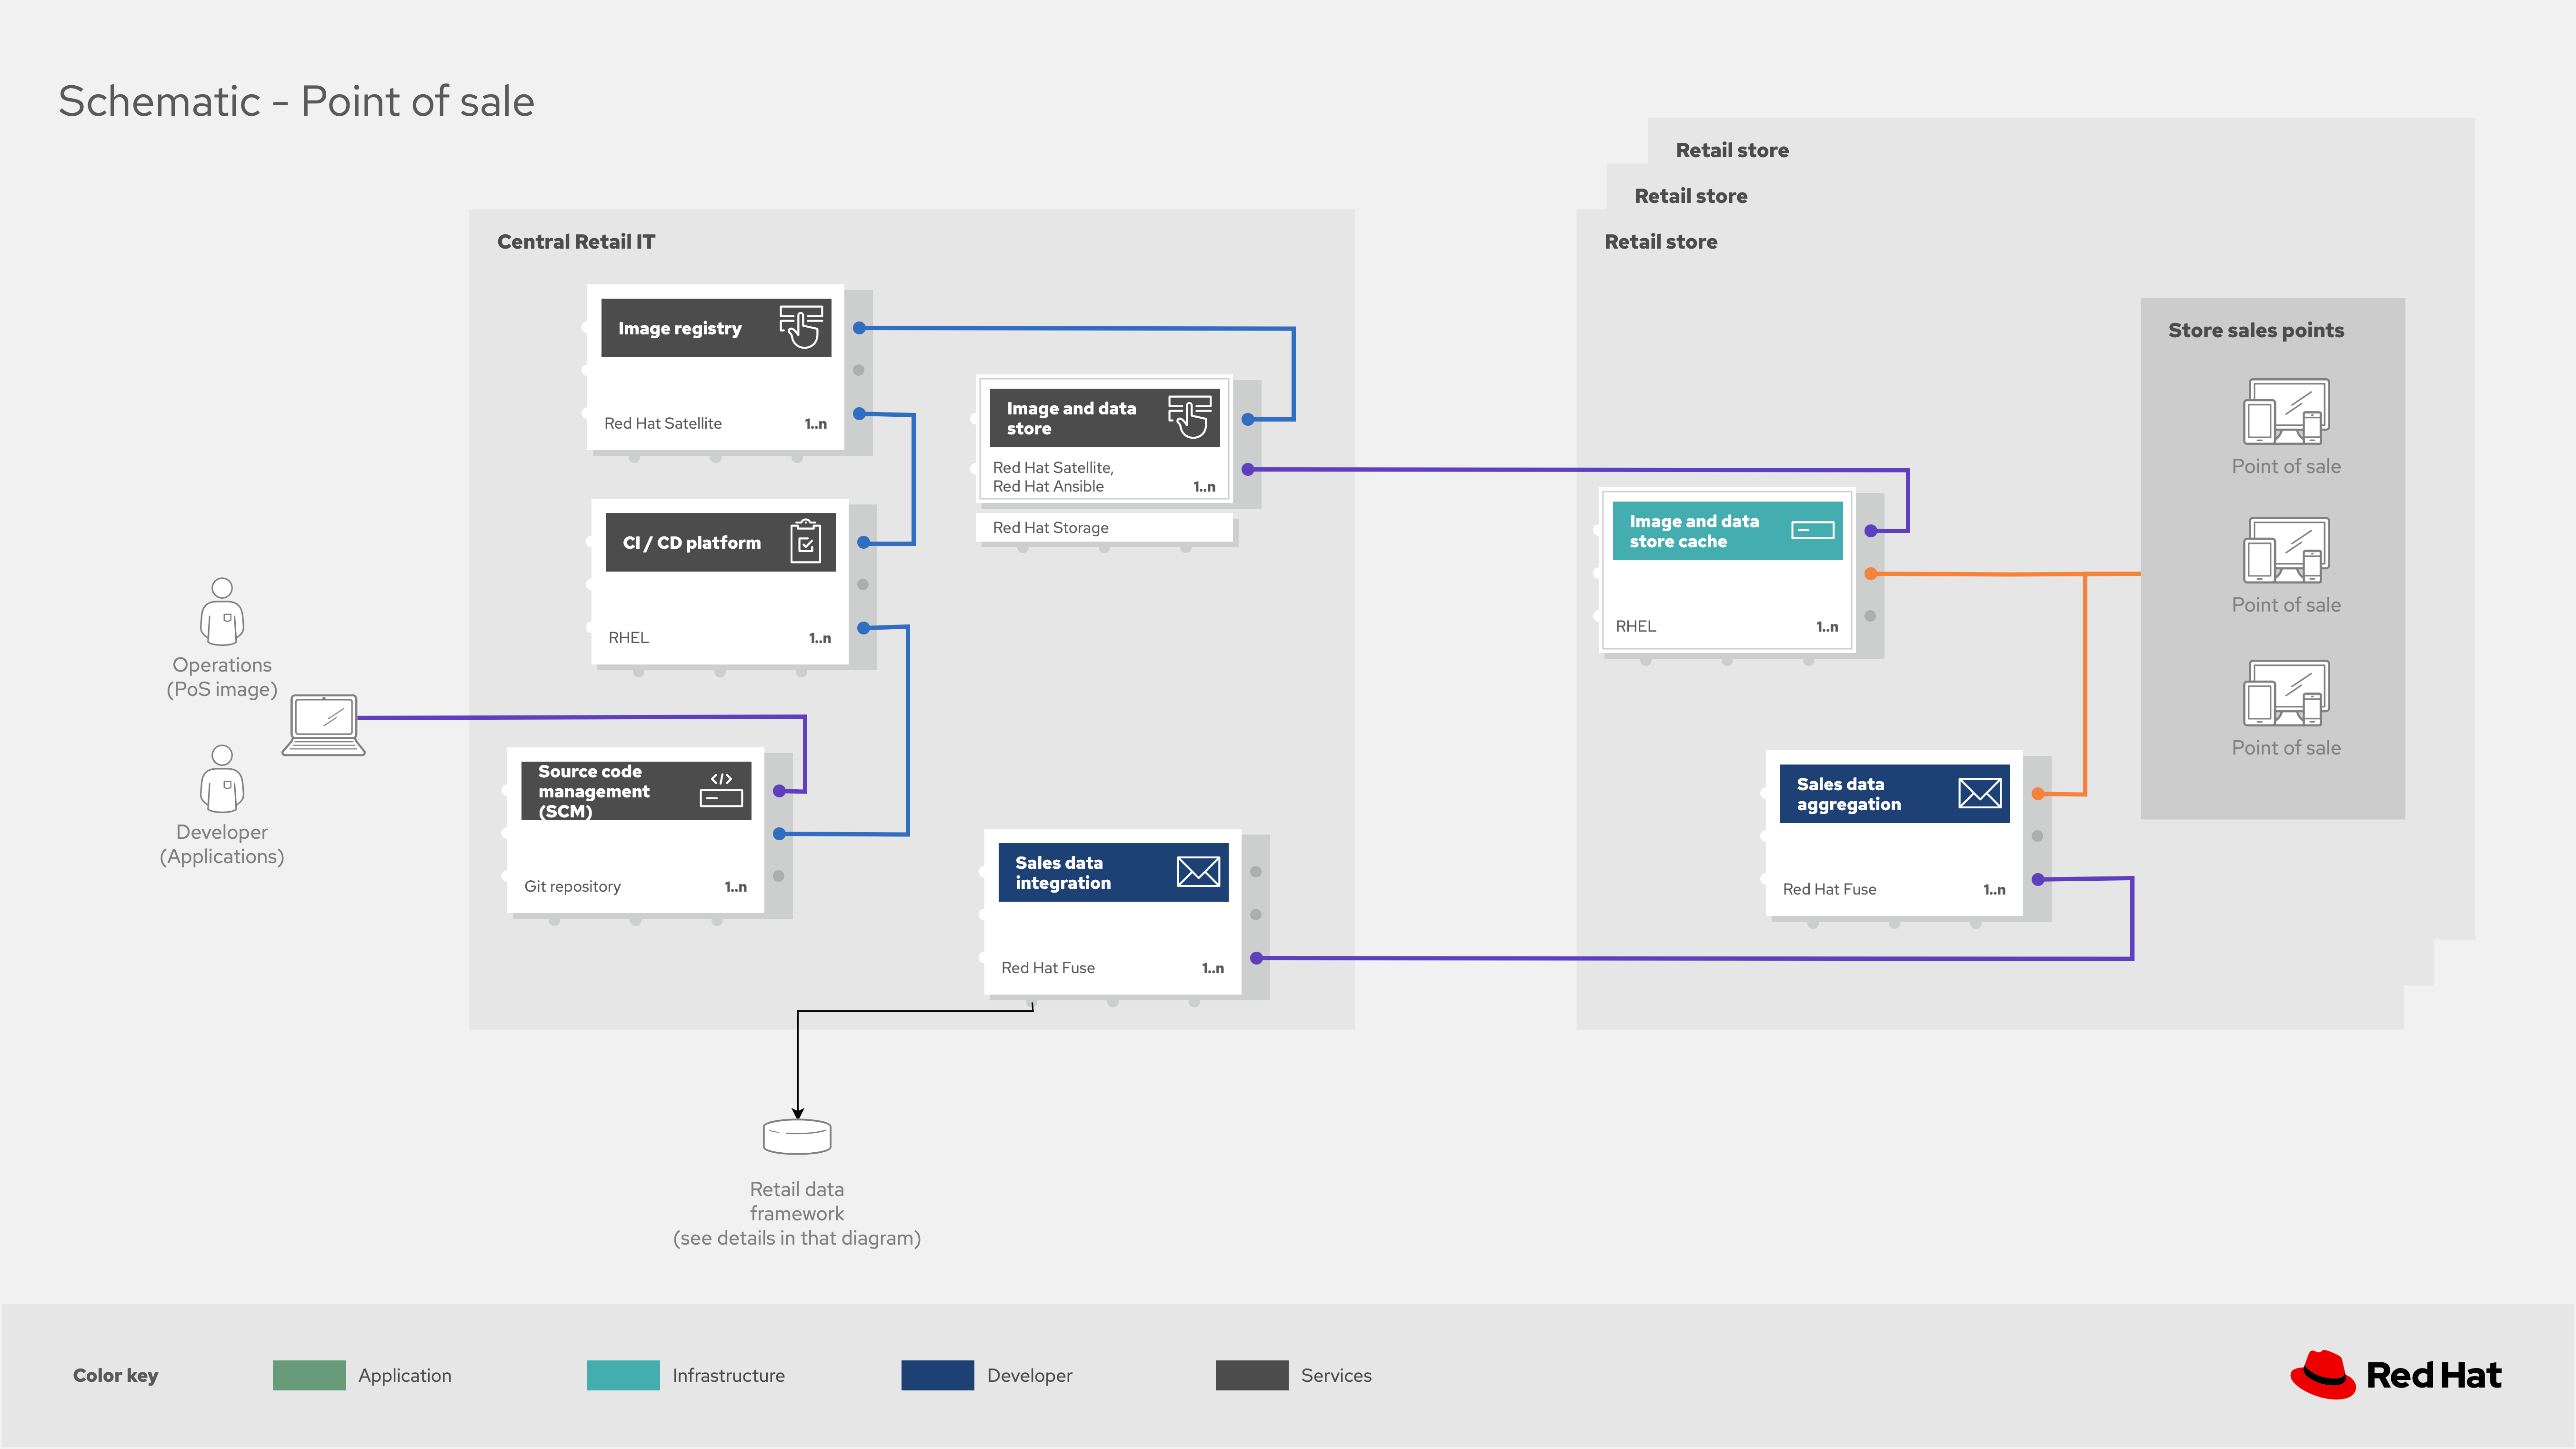 Schematic - Point of sale
Retail store
Retail store
Retail store
Central Retail IT
Image registry
Red Hat Satellite
1..n
Image and data
store
Red Hat Satellite,
Red Hat Ansible
1..n
Red Hat Storage
CI / CD platform
RHEL
1..n
Operations
(PoS image)
Developer
(Applications)
Source code
management
(SCM)
Git repository
1..n
Sales data
integration
Red Hat Fuse
1..n
Image and data
store cache
RHEL
1..n
Store sales points
Point of sale
Point of sale
Point of sale
Sales data
aggregation
Red Hat Fuse
1..n
Retail data
framework
(see details in that diagram)
Color key
Application
Infrastructure
Developer
Services
Red Hat